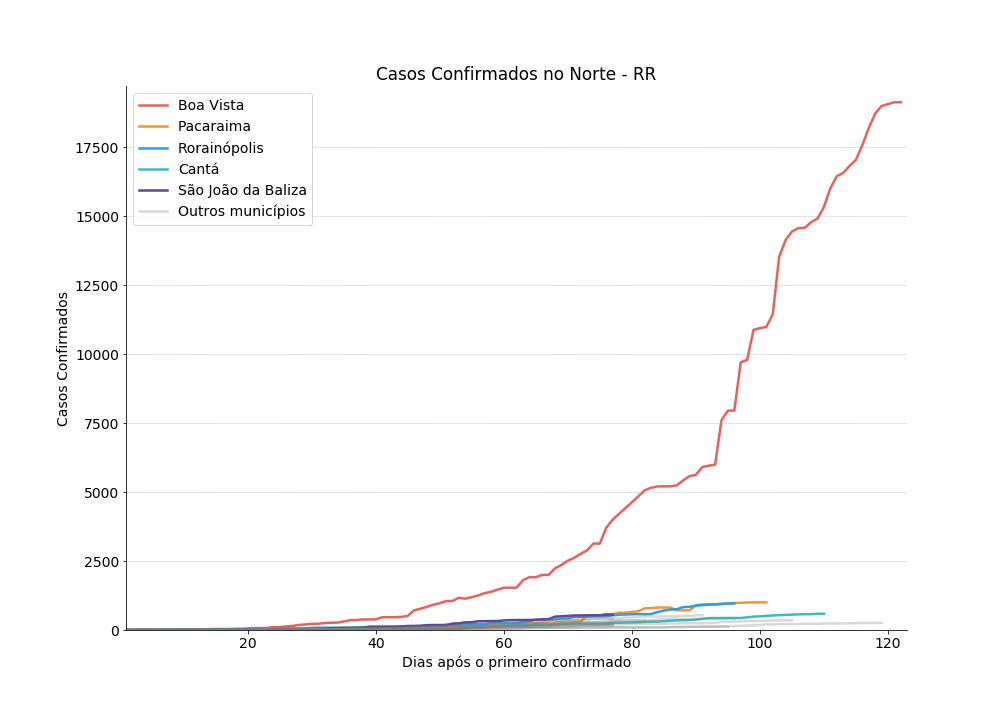 Casos Confirmados no Norte - RR
Boa Vista
Pacaraima
Rorainópolis
Cantá
São João da Baliza
Outros municípios
Casos Confirmados
17500
15000
12500
10000
7500
5000
2500
0
20
40
60
80
100
120
Dias após o primeiro confirmado